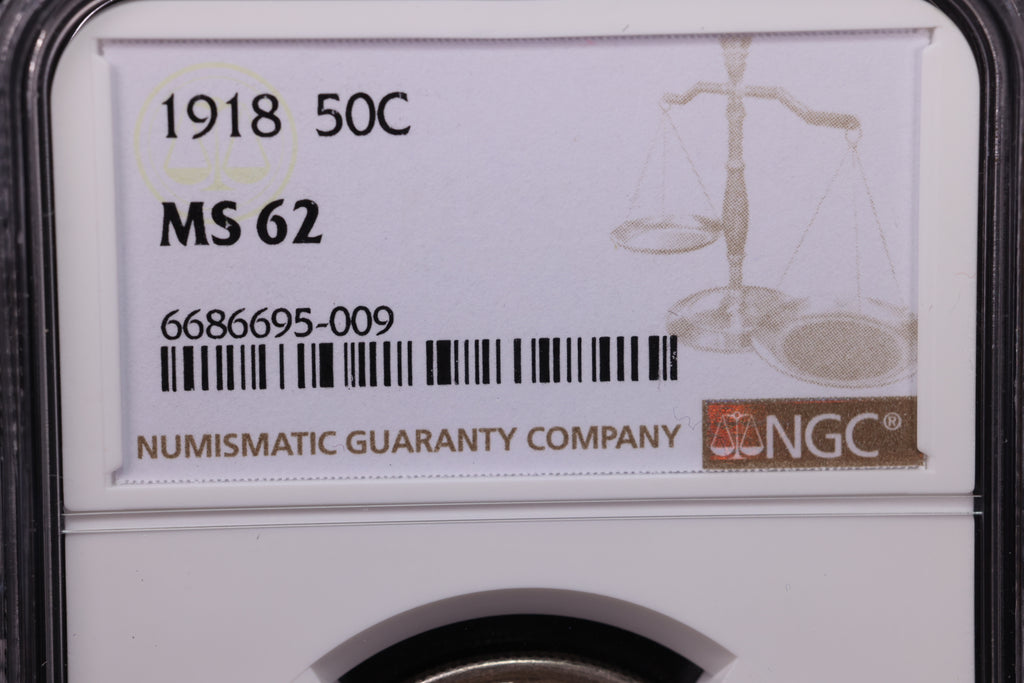 1918 50C
MS 62
6686695-009
NUMISMATIC GUARANTY COMPANY
NGC®